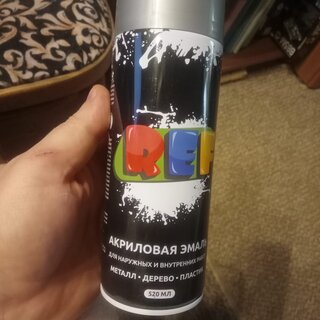 REF
АКРИЛОВАЯ ЭМАЛЬ
ДЛЯ НАРУЖНЫХ И ВНУТРЕННИХ
МЕТАЛЛ • ДЕРЕВО • ПЛАСТИК
520 МЛ